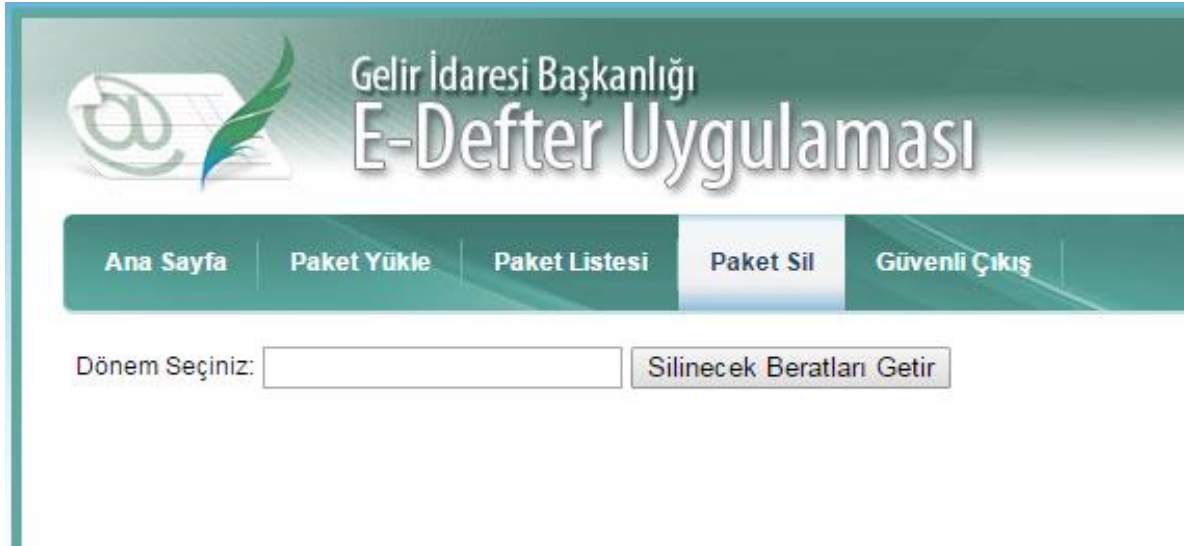 Gelir İdaresi Başkanlığı
E-Defter Uygulaması
Ana Sayfa Paket Yükle Paket Listesi Paket Sil Güvenli Çıkış
Dönem Seçiniz: Silinecek Beratları Getir